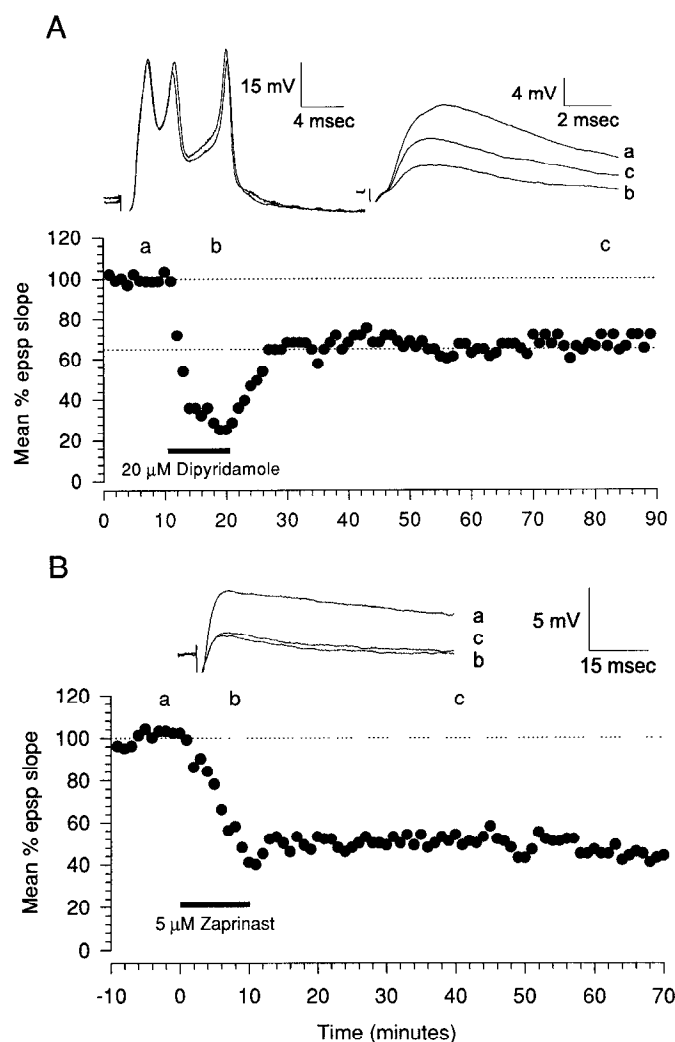 A
15 mV
4 msec
4 mV
2 msec
a
c
b
a b c
120
100
80
60
40
20
0
Mean % epsp slope
20 μM Dipyridamole
0 10 20 30 40 50 60 70 80 90
B
a
c
b
5 mV
15 msec
a b c
120
100
80
60
40
20
0
Mean % epsp slope
5 μM Zaprinast
-10 0 10 20 30 40 50 60 70
Time (minutes)